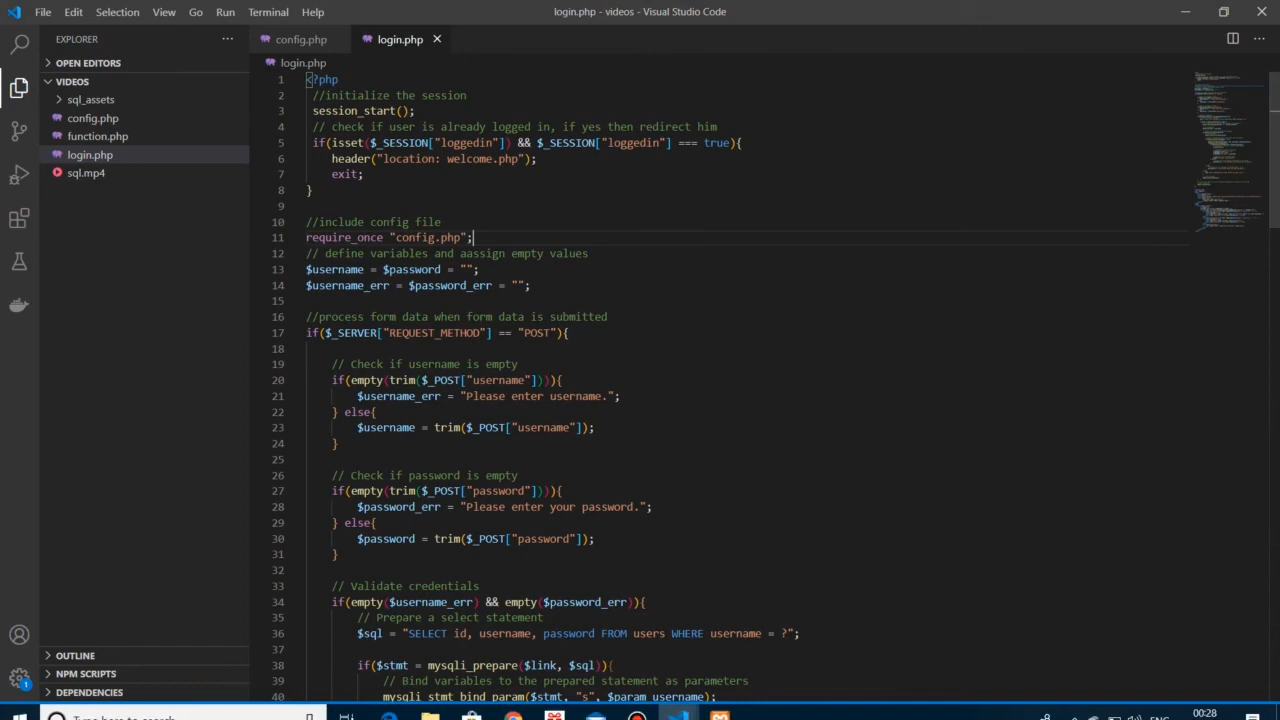 File Edit Selection View Go Run Terminal Help
login.php - videos - Visual Studio Code
EXPLORER
config.php login.php
OPEN EDITORS
login.php
VIDEOS
sql_assets
config.php
function.php
login.php
sql.mp4
1 <?php
2 //initialize the session
3 session_start();
4 // check if user is already logged in, if yes then redirect him
5 if(isset($_SESSION["loggedin"]) && $_SESSION["loggedin"] === true){
6 header("location: welcome.php");
7 exit;
8 }
9
10 //include config file
11 require_once "config.php";
12 // define variables and aassign empty values
13 $username = $password = "";
14 $username_err = $password_err = "";
15
16 //process form data when form data is submitted
17 if($_SERVER["REQUEST_METHOD"] == "POST"){
18
19 // Check if username is empty
20 if(empty(trim($_POST["username"]))){
21 $username_err = "Please enter username.";
22 } else{
23 $username = trim($_POST["username"]);
24 }
25
26 // Check if password is empty
27 if(empty(trim($_POST["password"]))){
28 $password_err = "Please enter your password.";
29 } else{
30 $password = trim($_POST["password"]);
31 }
32
33 // Validate credentials
34 if(empty($username_err) && empty($password_err)){
35 // Prepare a select statement
36 $sql = "SELECT id, username, password FROM users WHERE username = ?";
37
38 if($stmt = mysqli_prepare($link, $sql)){
39 // Bind variables to the prepared statement as parameters
40 mysqli_stmt_bind_param($stmt, "s", $param_username);
OUTLINE
NPM SCRIPTS
DEPENDENCIES
1
Type here to search
ENG
00:28